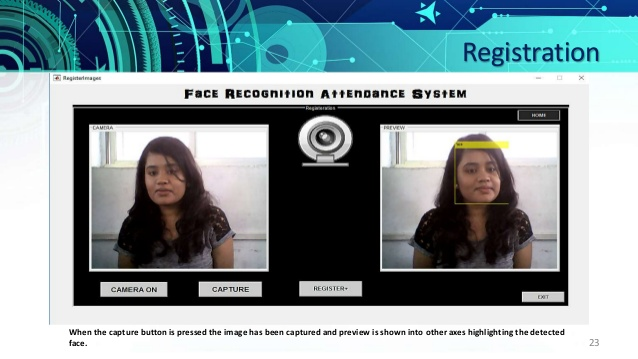 Registration
RegisterImages
Face Recognition Attendance System
Registeration
HOME
CAMERA
PREVIEW
CAMERA ON
CAPTURE
REGISTER+
EXIT
When the capture button is pressed the image has been captured and preview is shown into other axes highlighting the detected
face.
23